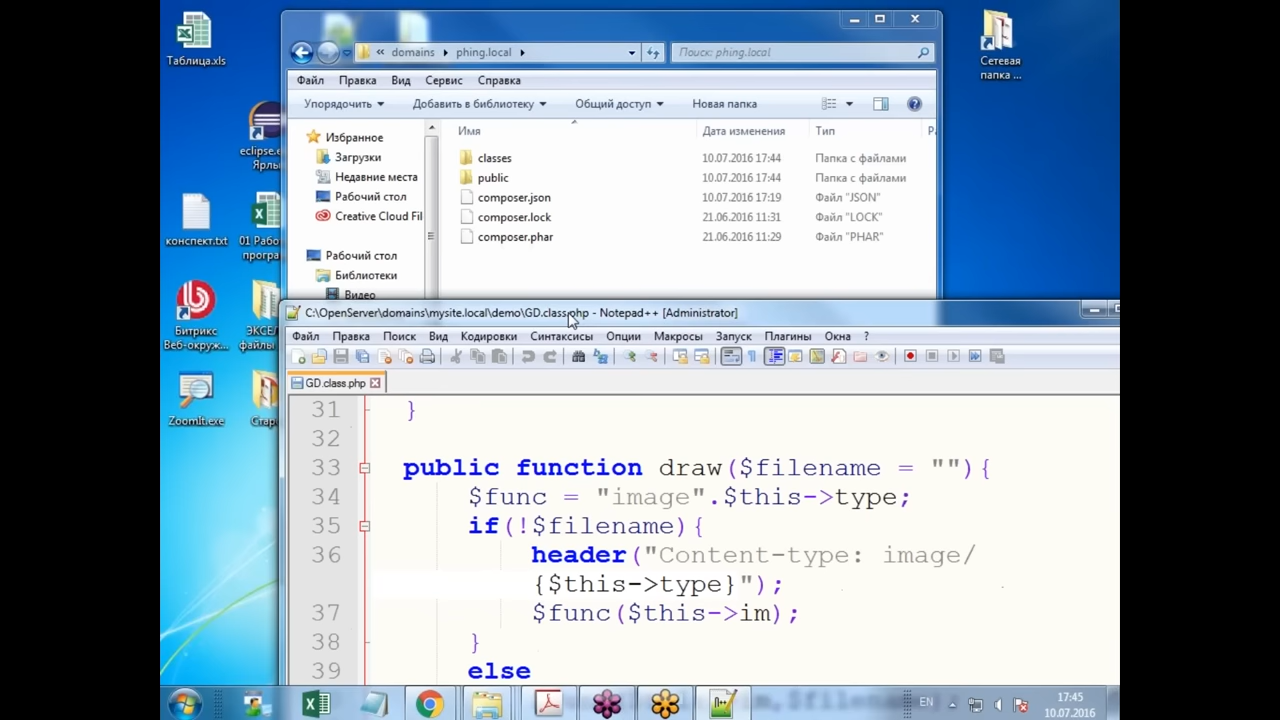 Таблица.xls
eclipse.e
Ярль
конспект.txt
01 Рабо
програ
Битрикс
Веб-окруж...
ЭКСЕ
файлы
ZoomIt.exe
Стар
Сетевая
папка ...
« domains phing.local
Поиск: phing.local
Файл Правка Вид Сервис Справка
Упорядочить Добавить в библиотеку Общий доступ Новая папка
Избранное
Загрузки
Недавние места
Рабочий стол
Creative Cloud Fil
Рабочий стол
Библиотеки
Видео
Имя Дата изменения Тип Р
classes 10.07.2016 17:44 Папка с файлами
public 10.07.2016 17:44 Папка с файлами
composer.json 10.07.2016 17:19 Файл "JSON"
composer.lock 21.06.2016 11:31 Файл "LOCK"
composer.phar 21.06.2016 11:29 Файл "PHAR"
C:\OpenServer\domains\mysite.local\demo\GD.class.php - Notepad++ [Administrator]
Файл Правка Поиск Вид Кодировки Синтаксисы Опции Макросы Запуск Плагины Окна ?
GD.class.php
31 }
32
33 public function draw($filename = ""){
34 $func = "image".$this->type;
35 if(!$filename){
36 header("Content-type: image/
{$this->type}");
37 $func($this->im);
38 }
39 else
EN
17:45
10.07.2016